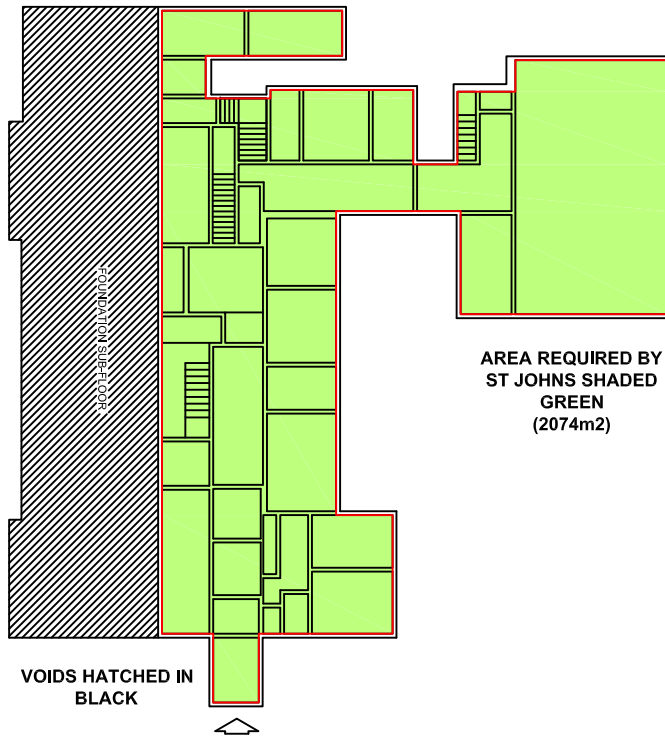 FOUNDATION SUB-FLOOR
AREA REQUIRED BY
ST JOHNS SHADED
GREEN
(2074m2)
VOIDS HATCHED IN
BLACK